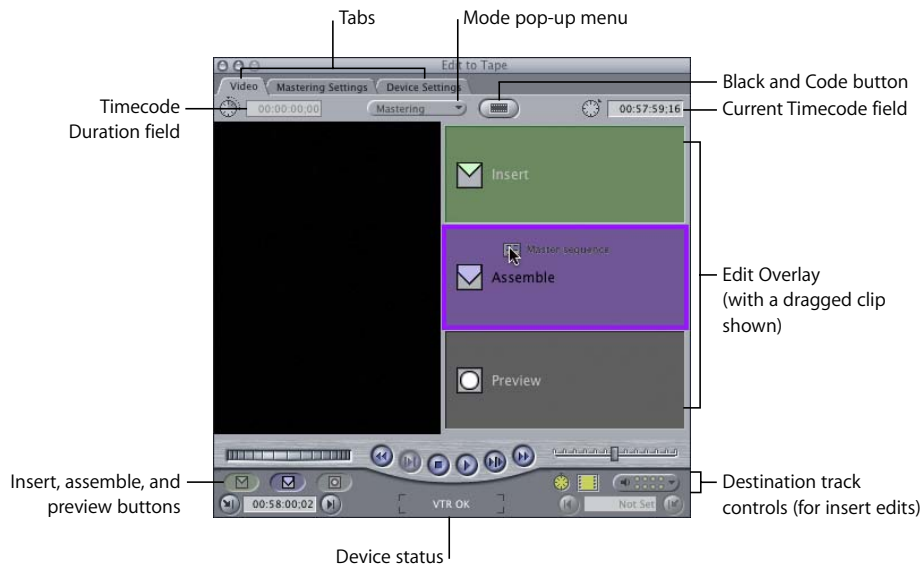 Tabs
Mode pop-up menu
Edit to Tape
Video
Mastering Settings
Device Settings
Black and Code button
Timecode
Duration field
00:00:00;00
Mastering
00:57:59;16
Current Timecode field
Insert
Master sequence
Assemble
Edit Overlay
(with a dragged clip
shown)
Preview
Insert, assemble, and
preview buttons
00:58:00;02
VTR OK
Not Set
Destination track
controls (for insert edits)
Device status